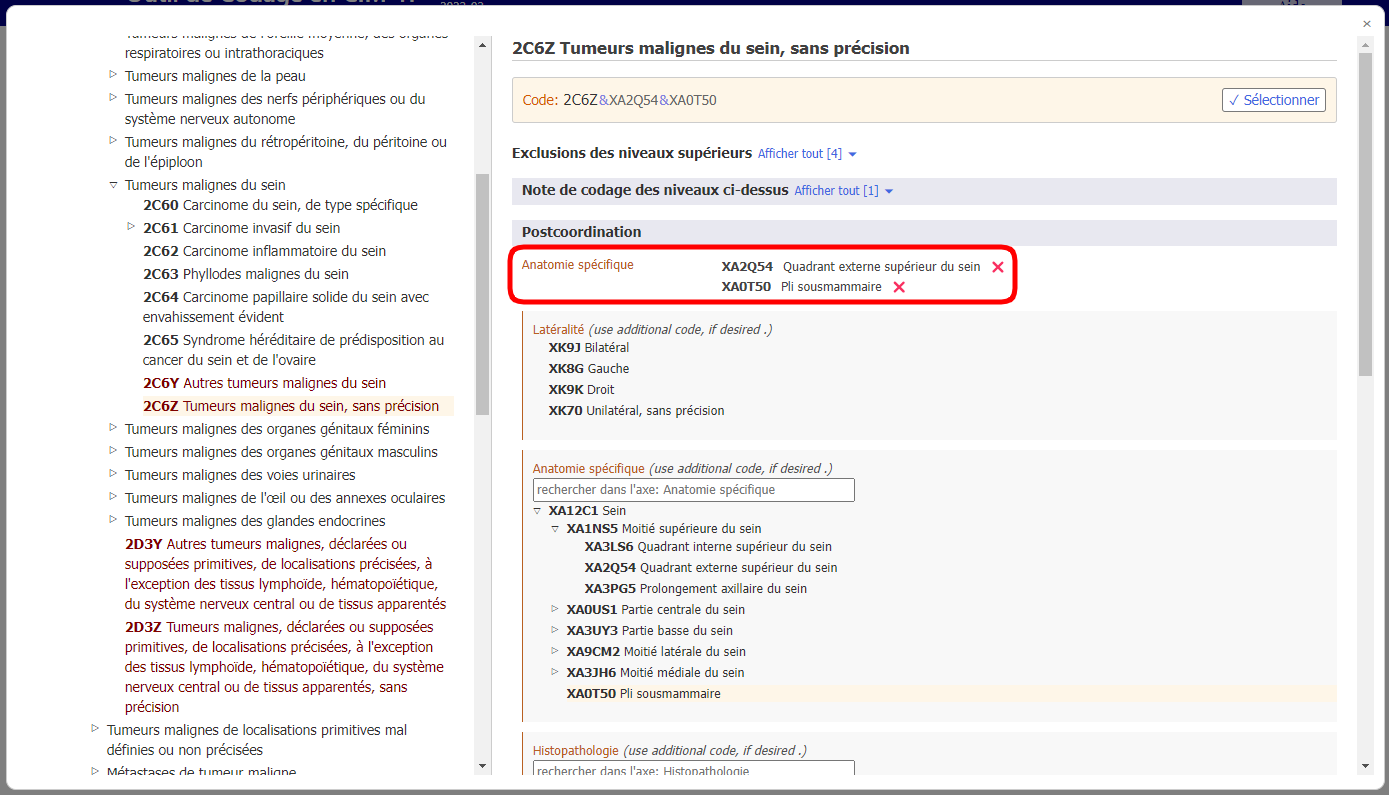 2022-02
×
Tumeurs malignes de l'oreille moyenne, des organes
respiratoires ou intrathoraciques
Tumeurs malignes de la peau
Tumeurs malignes des nerfs périphériques ou du
système nerveux autonome
Tumeurs malignes du rétropéritoine, du péritoine ou
de l'épiploon
Tumeurs malignes du sein
2C60 Carcinome du sein, de type spécifique
2C61 Carcinome invasif du sein
2C62 Carcinome inflammatoire du sein
2C63 Phyllodes malignes du sein
2C64 Carcinome papillaire solide du sein avec
envahissement évident
2C65 Syndrome héréditaire de prédisposition au
cancer du sein et de l'ovaire
2C6Y Autres tumeurs malignes du sein
2C6Z Tumeurs malignes du sein, sans précision
Tumeurs malignes des organes génitaux féminins
Tumeurs malignes des organes génitaux masculins
Tumeurs malignes des voies urinaires
Tumeurs malignes de l'œil ou des annexes oculaires
Tumeurs malignes des glandes endocrines
2D3Y Autres tumeurs malignes, déclarées ou
supposées primitives, de localisations précisées, à
l'exception des tissus lymphoïde, hématopoïétique,
du système nerveux central ou de tissus apparentés
2D3Z Tumeurs malignes, déclarées ou supposées
primitives, de localisations précisées, à l'exception
des tissus lymphoïde, hématopoïétique, du système
nerveux central ou de tissus apparentés, sans
précision
Tumeurs malignes de localisations primitives mal
définies ou non précisées
Métastases de tumeur maligne
2C6Z Tumeurs malignes du sein, sans précision
Code: 2C6Z&XA2Q54&XA0T50
✓ Sélectionner
Exclusions des niveaux supérieurs Afficher tout [4]
Note de codage des niveaux ci-dessus Afficher tout [1]
Postcoordination
Anatomie spécifique XA2Q54 Quadrant externe supérieur du sein
XA0T50 Pli sousmammaire
Latéralité (use additional code, if desired .)
XK9J Bilatéral
XK8G Gauche
XK9K Droit
XK70 Unilatéral, sans précision
Anatomie spécifique (use additional code, if desired .)
rechercher dans l'axe: Anatomie spécifique
XA12C1 Sein
XA1NS5 Moitié supérieure du sein
XA3LS6 Quadrant interne supérieur du sein
XA2Q54 Quadrant externe supérieur du sein
XA3PG5 Prolongement axillaire du sein
XA0US1 Partie centrale du sein
XA3UY3 Partie basse du sein
XA9CM2 Moitié latérale du sein
XA3JH6 Moitié médiale du sein
XA0T50 Pli sousmammaire
Histopathologie (use additional code, if desired .)
rechercher dans l'axe: Histopathologie